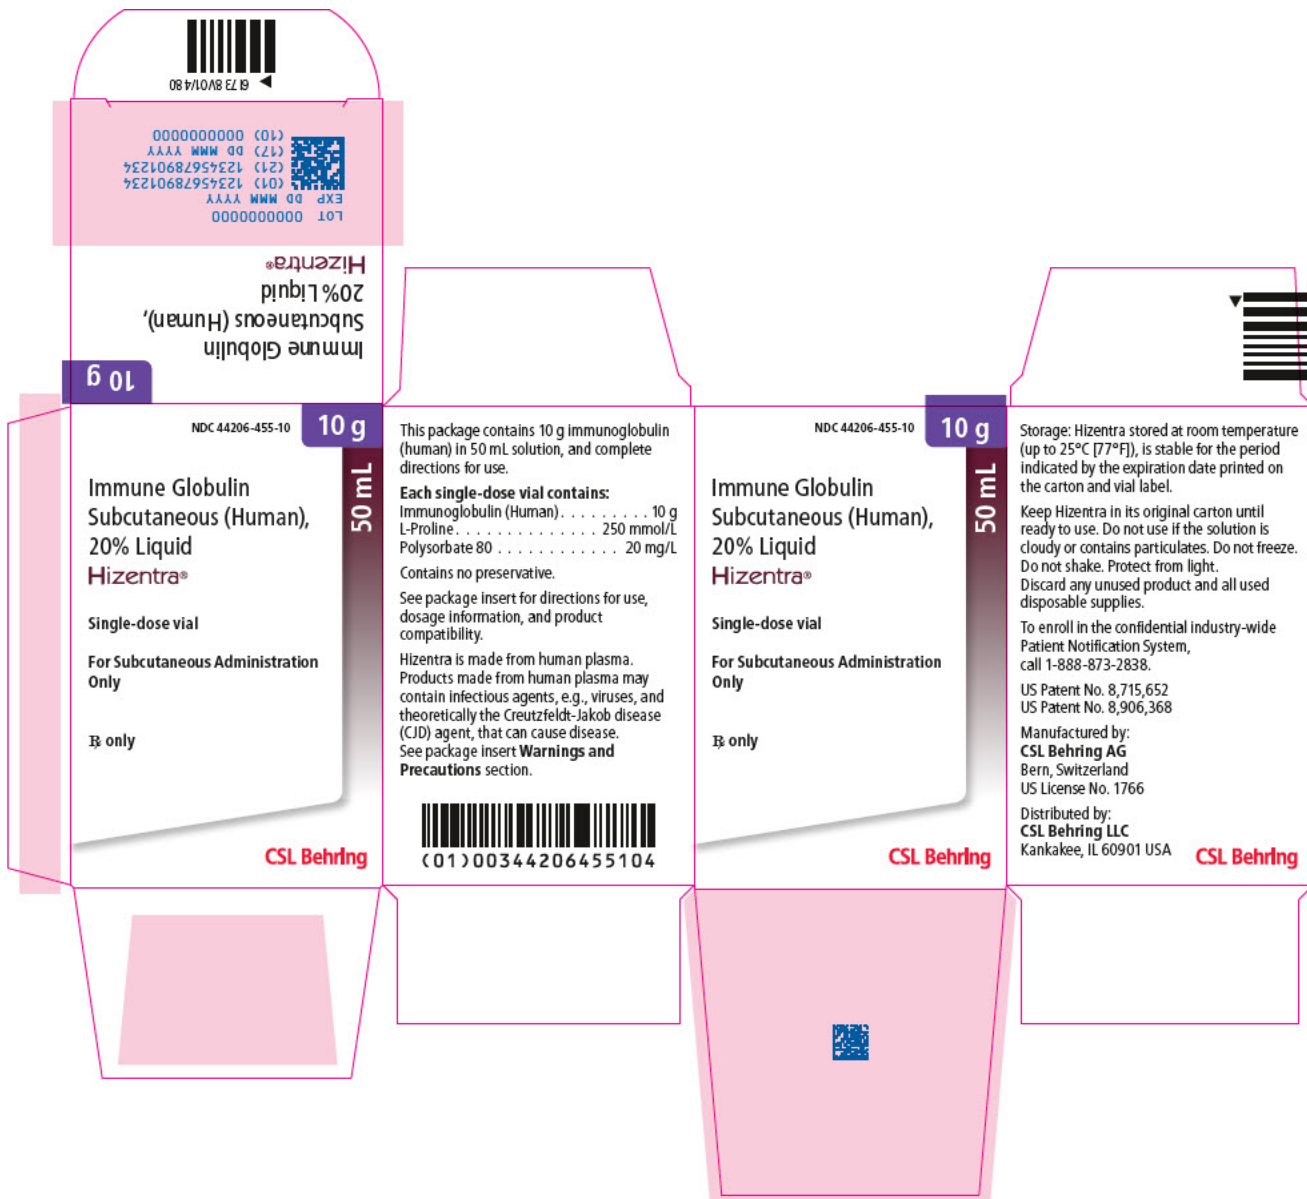 6I73 8V01/4 80
(10) 0000000000
(17) DD MMM YYYY
(21) 12345678901234
(01) 12345678901234
EXP DD MMM YYYY
LOT 0000000000
Hizentra®
20% Liquid
Subcutaneous (Human),
Immune Globulin
10 g
NDC 44206-455-10
10 g
50 mL
Immune Globulin
Subcutaneous (Human),
20% Liquid
Hizentra®
Single-dose vial
For Subcutaneous Administration
Only
℞ only
CSL Behring
This package contains 10 g immunoglobulin
(human) in 50 mL solution, and complete
directions for use.
Each single-dose vial contains:
Immunoglobulin (Human) . . . . . . . . . 10 g
L-Proline . . . . . . . . . . . . . . 250 mmol/L
Polysorbate 80 . . . . . . . . . . . . 20 mg/L
Contains no preservative.
See package insert for directions for use,
dosage information, and product
compatibility.
Hizentra is made from human plasma.
Products made from human plasma may
contain infectious agents, e.g., viruses, and
theoretically the Creutzfeldt-Jakob disease
(CJD) agent, that can cause disease.
See package insert Warnings and
Precautions section.
(01)00344206455104
NDC 44206-455-10
10 g
50 mL
Immune Globulin
Subcutaneous (Human),
20% Liquid
Hizentra®
Single-dose vial
For Subcutaneous Administration
Only
℞ only
CSL Behring
Storage: Hizentra stored at room temperature
(up to 25°C [77°F]), is stable for the period
indicated by the expiration date printed on
the carton and vial label.
Keep Hizentra in its original carton until
ready to use. Do not use if the solution is
cloudy or contains particulates. Do not freeze.
Do not shake. Protect from light.
Discard any unused product and all used
disposable supplies.
To enroll in the confidential industry-wide
Patient Notification System,
call 1-888-873-2838.
US Patent No. 8,715,652
US Patent No. 8,906,368
Manufactured by:
CSL Behring AG
Bern, Switzerland
US License No. 1766
Distributed by:
CSL Behring LLC
Kankakee, IL 60901 USA
CSL Behring